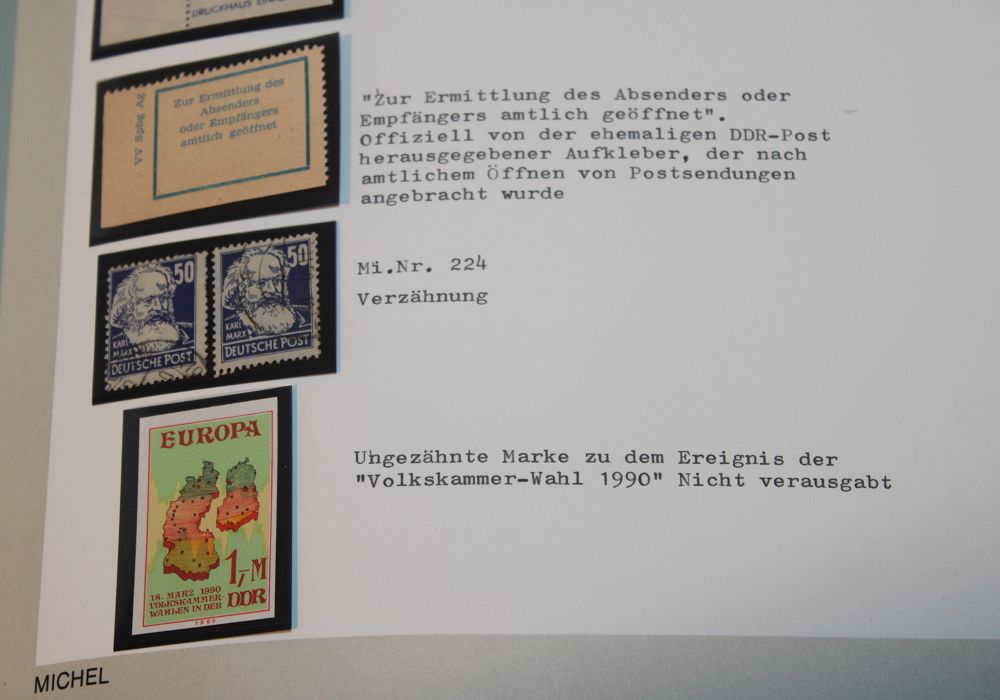 DRUCKHAUS
VV Spbg Ag
Zur Ermittlung des
Absenders
oder Empfängers
amtlich geöffnet
"Zur Ermittlung des Absenders oder
Empfängers amtlich geöffnet".
Offiziell von der ehemaligen DDR-Post
herausgegebener Aufkleber, der nach
amtlichem Öffnen von Postsendungen
angebracht wurde
50
KARL
MARX
DEUTSCHE POST
50
KARL
MARX
DEUTSCHE POST
Mi.Nr. 224
Verzähnung
EUROPA
1,-M
18. MÄRZ 1990
VOLKSKAMMER-
WAHLEN IN DER
DDR
1990
Ungezähnte Marke zu dem Ereignis der
"Volkskammer-Wahl 1990" Nicht verausgabt
MICHEL